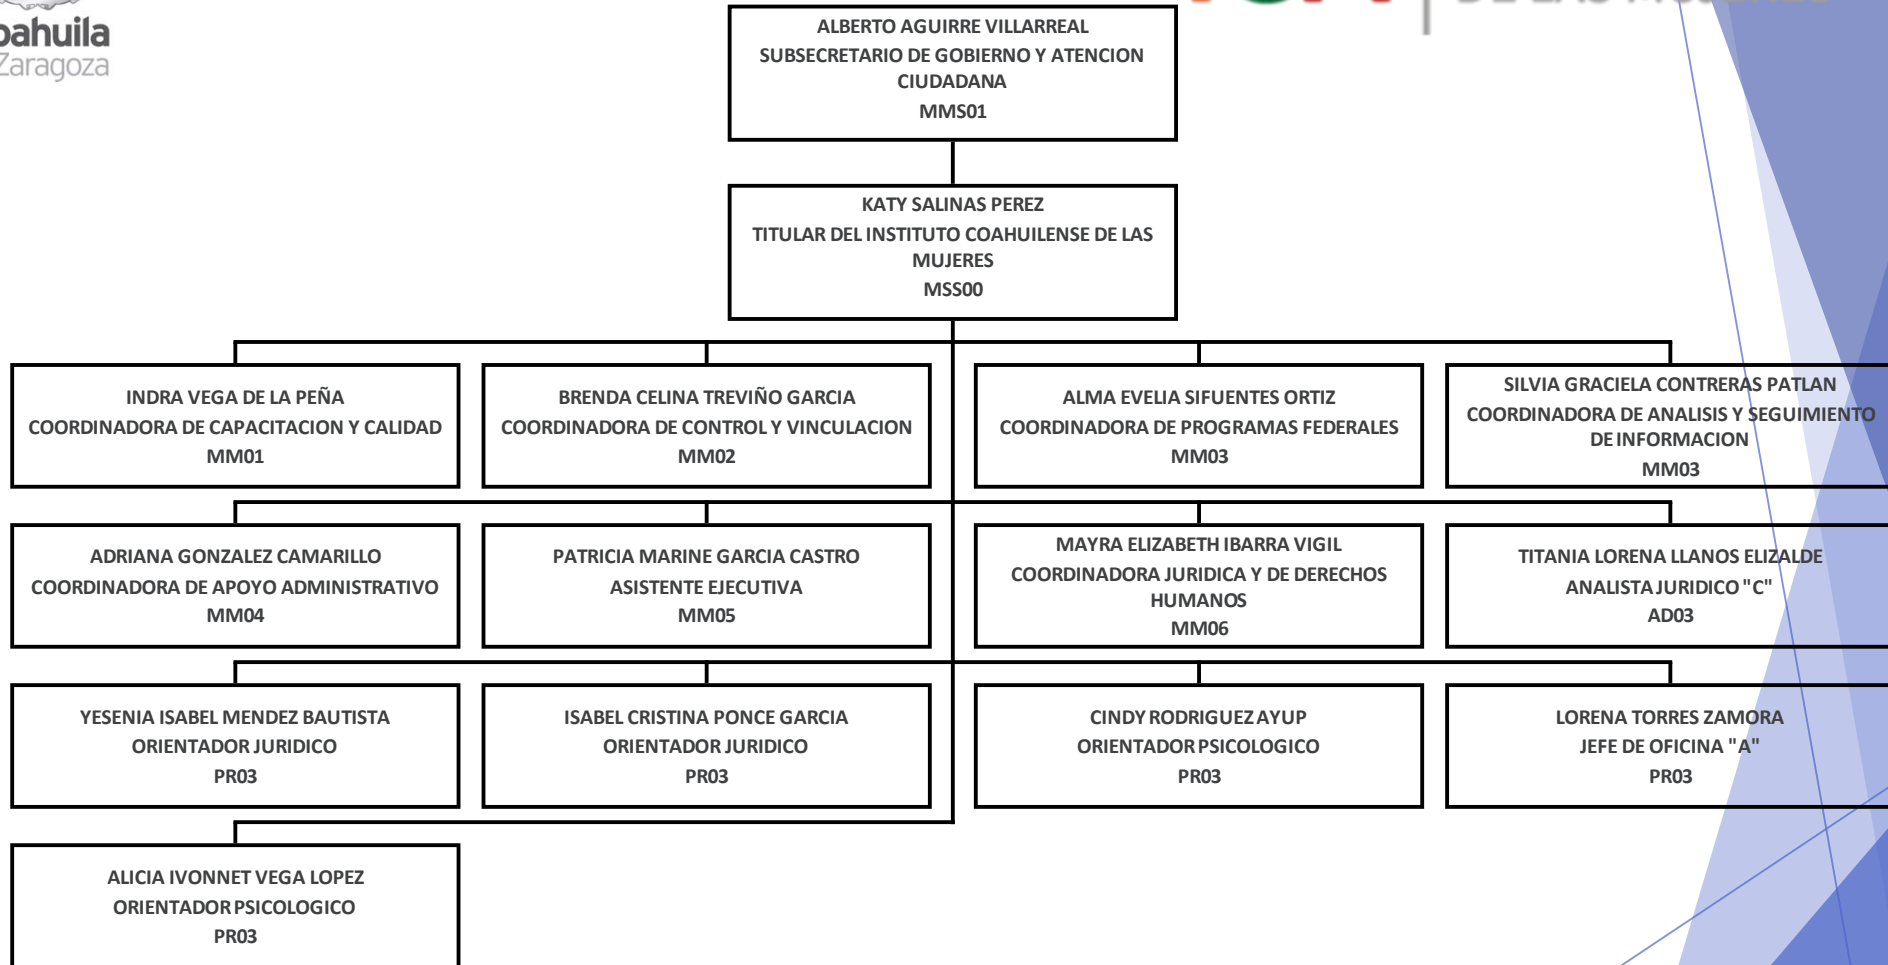 Zaragoza
ALBERTO AGUIRRE VILLARREAL
SUBSECRETARIO DE GOBIERNO Y ATENCION
CIUDADANA
MMS01
KATY SALINAS PEREZ
TITULAR DEL INSTITUTO COAHUILENSE DE LAS
MUJERES
MSS00
INDRA VEGA DE LA PEÑA
COORDINADORA DE CAPACITACION Y CALIDAD
MM01
BRENDA CELINA TREVIÑO GARCIA
COORDINADORA DE CONTROL Y VINCULACION
MM02
ALMA EVELIA SIFUENTES ORTIZ
COORDINADORA DE PROGRAMAS FEDERALES
MM03
SILVIA GRACIELA CONTRERAS PATLAN
COORDINADORA DE ANALISIS Y SEGUIMIENTO
DE INFORMACION
MM03
ADRIANA GONZALEZ CAMARILLO
COORDINADORA DE APOYO ADMINISTRATIVO
MM04
PATRICIA MARINE GARCIA CASTRO
ASISTENTE EJECUTIVA
MM05
MAYRA ELIZABETH IBARRA VIGIL
COORDINADORA JURIDICA Y DE DERECHOS
HUMANOS
MM06
TITANIA LORENA LLANOS ELIZALDE
ANALISTA JURIDICO "C"
AD03
YESENIA ISABEL MENDEZ BAUTISTA
ORIENTADOR JURIDICO
PR03
ISABEL CRISTINA PONCE GARCIA
ORIENTADOR JURIDICO
PR03
CINDY RODRIGUEZ AYUP
ORIENTADOR PSICOLOGICO
PR03
LORENA TORRES ZAMORA
JEFE DE OFICINA "A"
PR03
ALICIA IVONNET VEGA LOPEZ
ORIENTADOR PSICOLOGICO
PR03